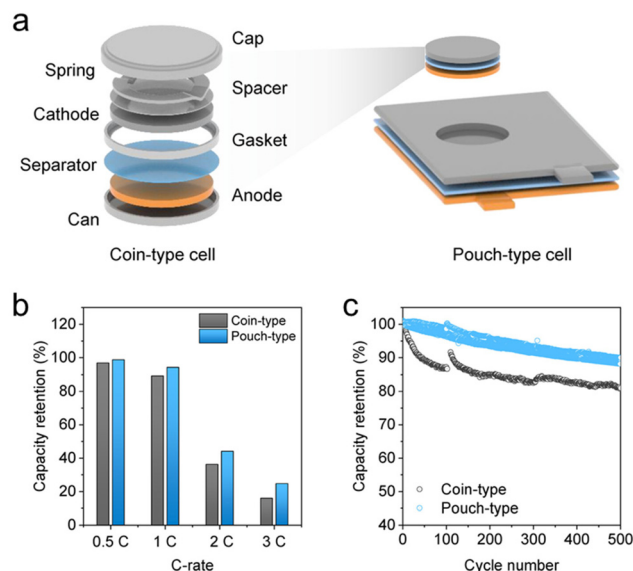 a
Cap
Spring
Spacer
Cathode
Gasket
Separator
Anode
Can
Coin-type cell
Pouch-type cell
b
Coin-type
Pouch-type
Capacity retention (%)
120
100
80
60
40
20
0
0.5 C 1 C 2 C 3 C
C-rate
c
Capacity retention (%)
100
90
80
70
60
50
40
Coin-type
Pouch-type
0 100 200 300 400 500
Cycle number